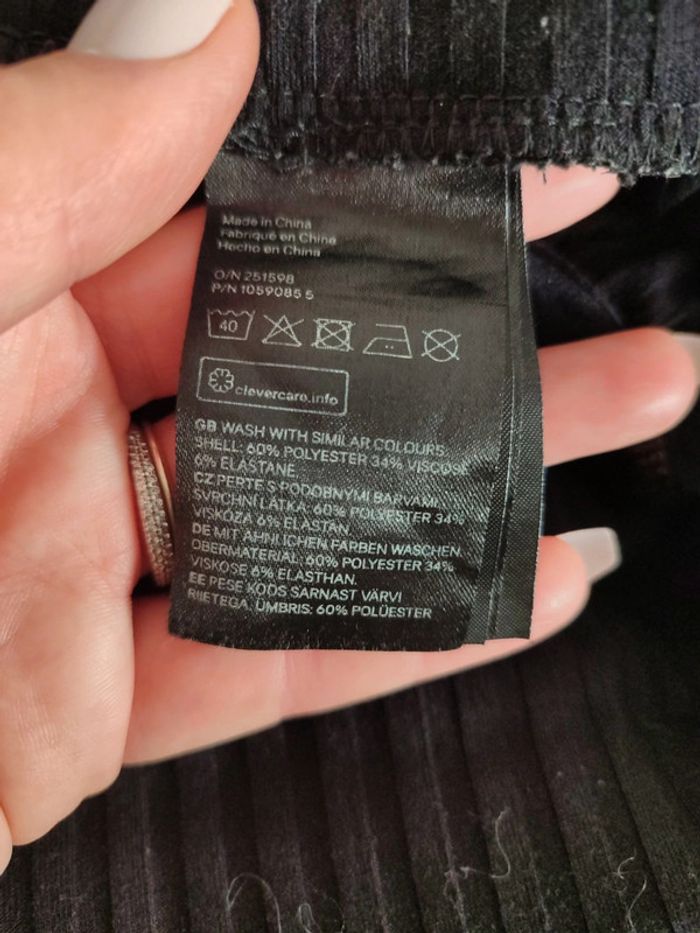 Made in China
Fabriqué en Chine
Hecho en China
O/N 251598
P/N 1059085 5
40
clevercare.info
GB WASH WITH SIMILAR COLOURS.
SHELL: 60% POLYESTER 34% VISCOSE
6% ELASTANE.
CZ PERTE S PODOBNÝMI BARVAMI.
SVRCHNÍ LÁTKA: 60% POLYESTER 34%
VISKÓZA 6% ELASTAN.
DE MIT ÄHNLICHEN FARBEN WASCHEN.
OBERMATERIAL: 60% POLYESTER 34%
VISKOSE 6% ELASTHAN.
EE PESE KOOS SARNAST VÄRVI
RIIETEGA. ÜMBRIS: 60% POLÜESTER